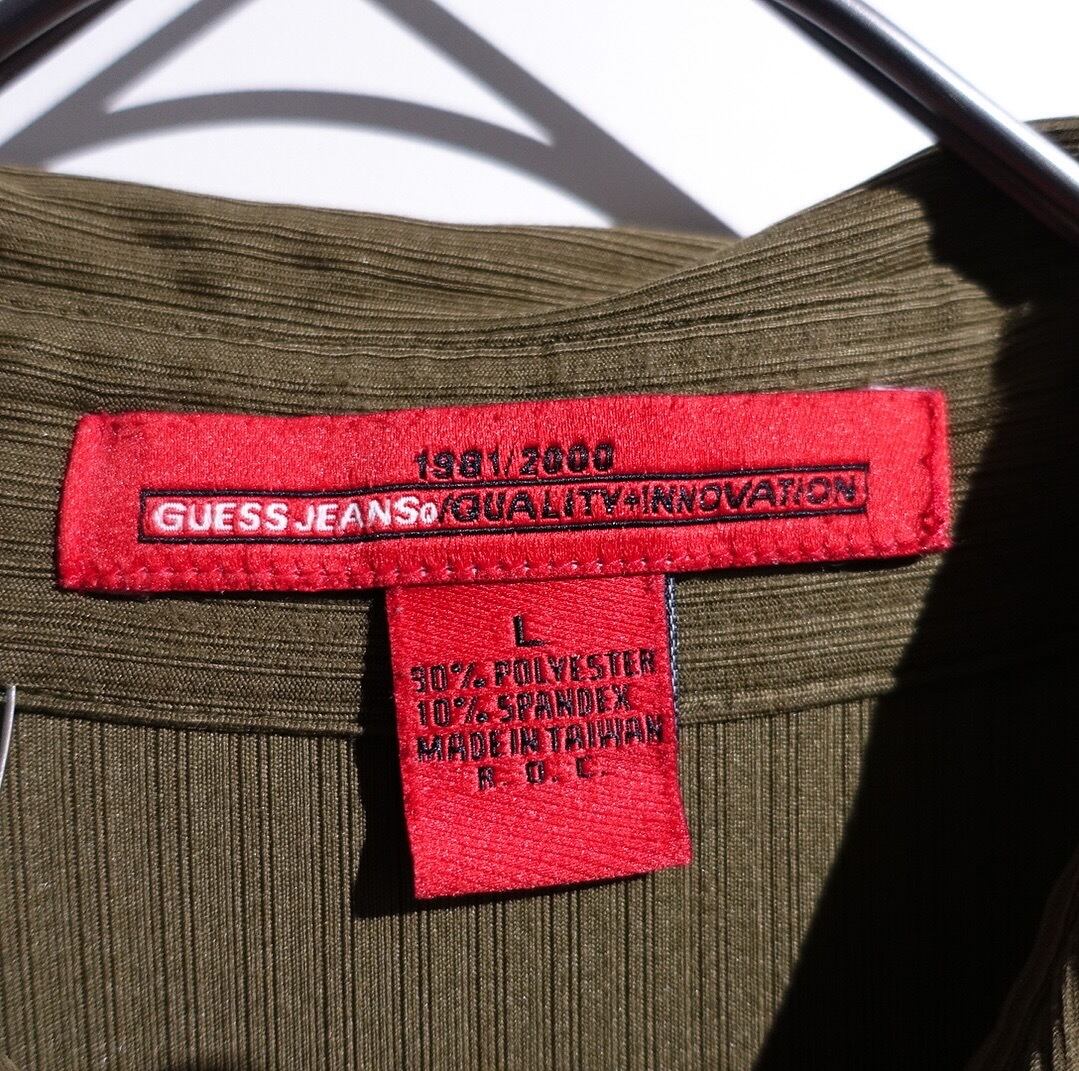 1981/2000
GUESS JEANS®/QUALITY+INNOVATION
L
90% POLYESTER
10% SPANDEX
MADE IN TAIWAN
R. O. C.